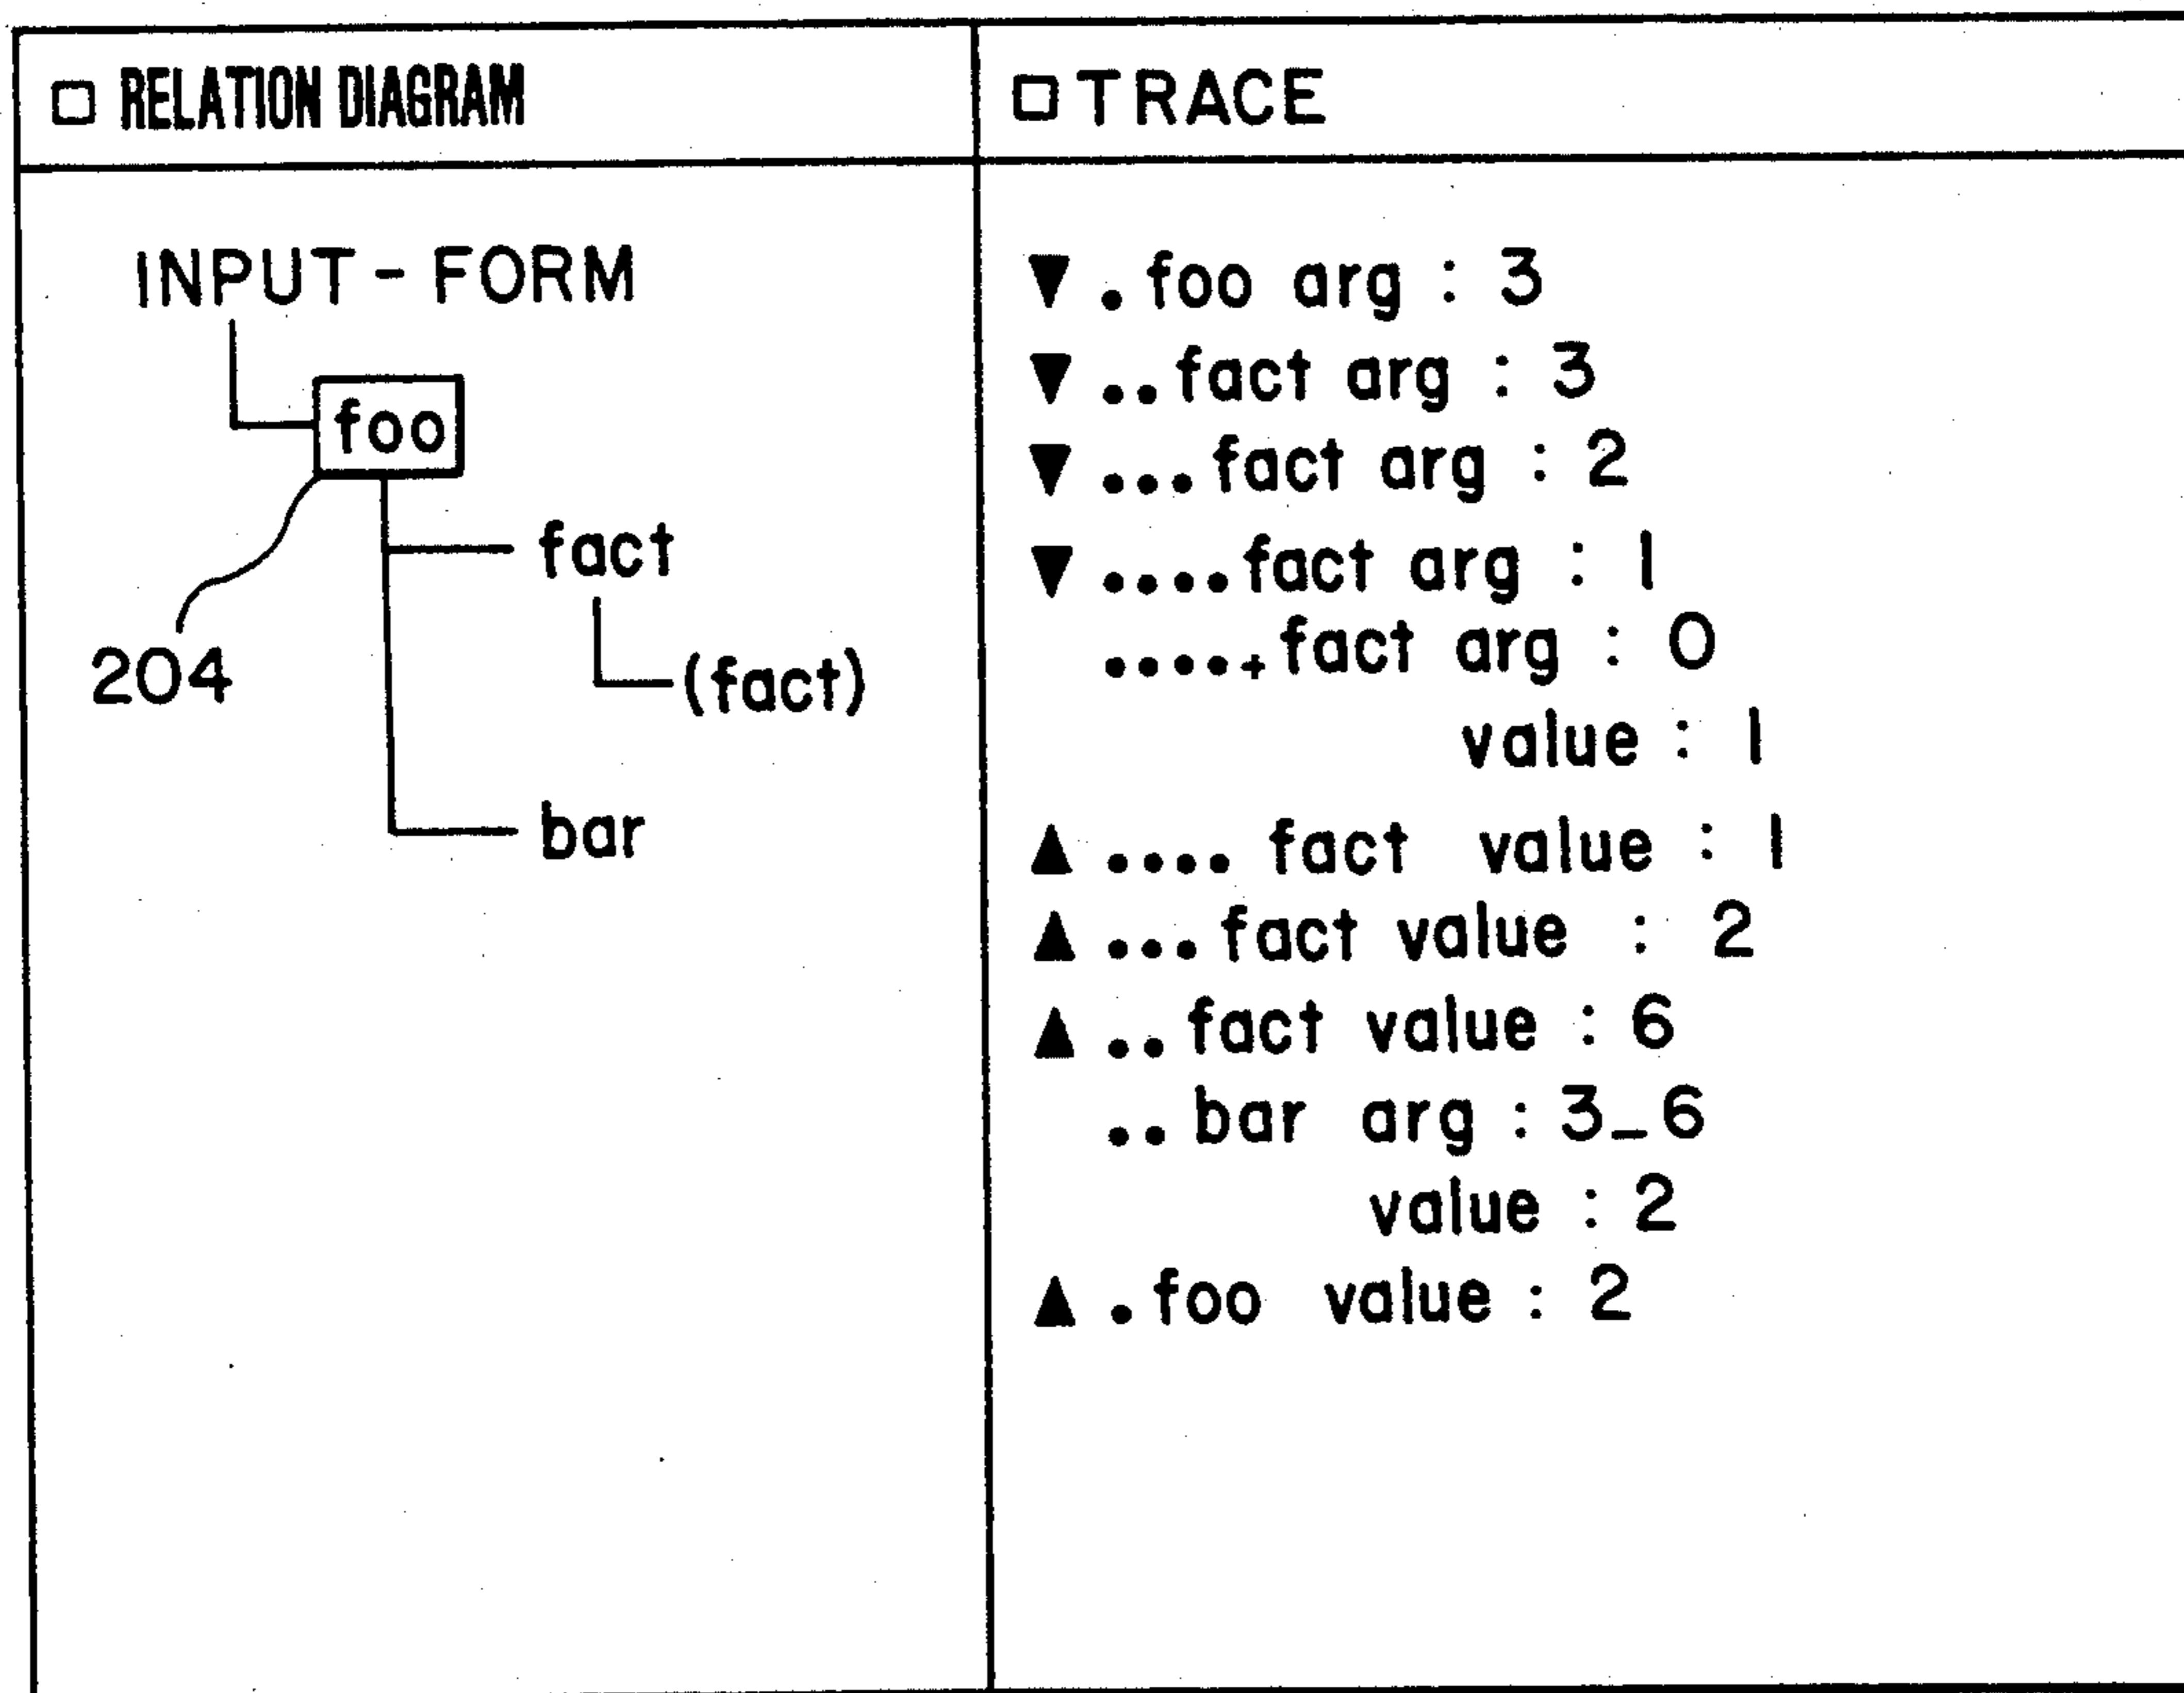 □ RELATION DIAGRAM
INPUT-FORM
foo
fact
204
(fact)
bar
□ TRACE
▼ .foo arg : 3
▼ ..fact arg : 3
▼ ...fact arg : 2
▼ ....fact arg : 1
....+fact arg : 0
value : 1
▲ .... fact value : 1
▲ ...fact value : 2
▲ ..fact value : 6
..bar arg : 3_6
value : 2
▲ .foo value : 2